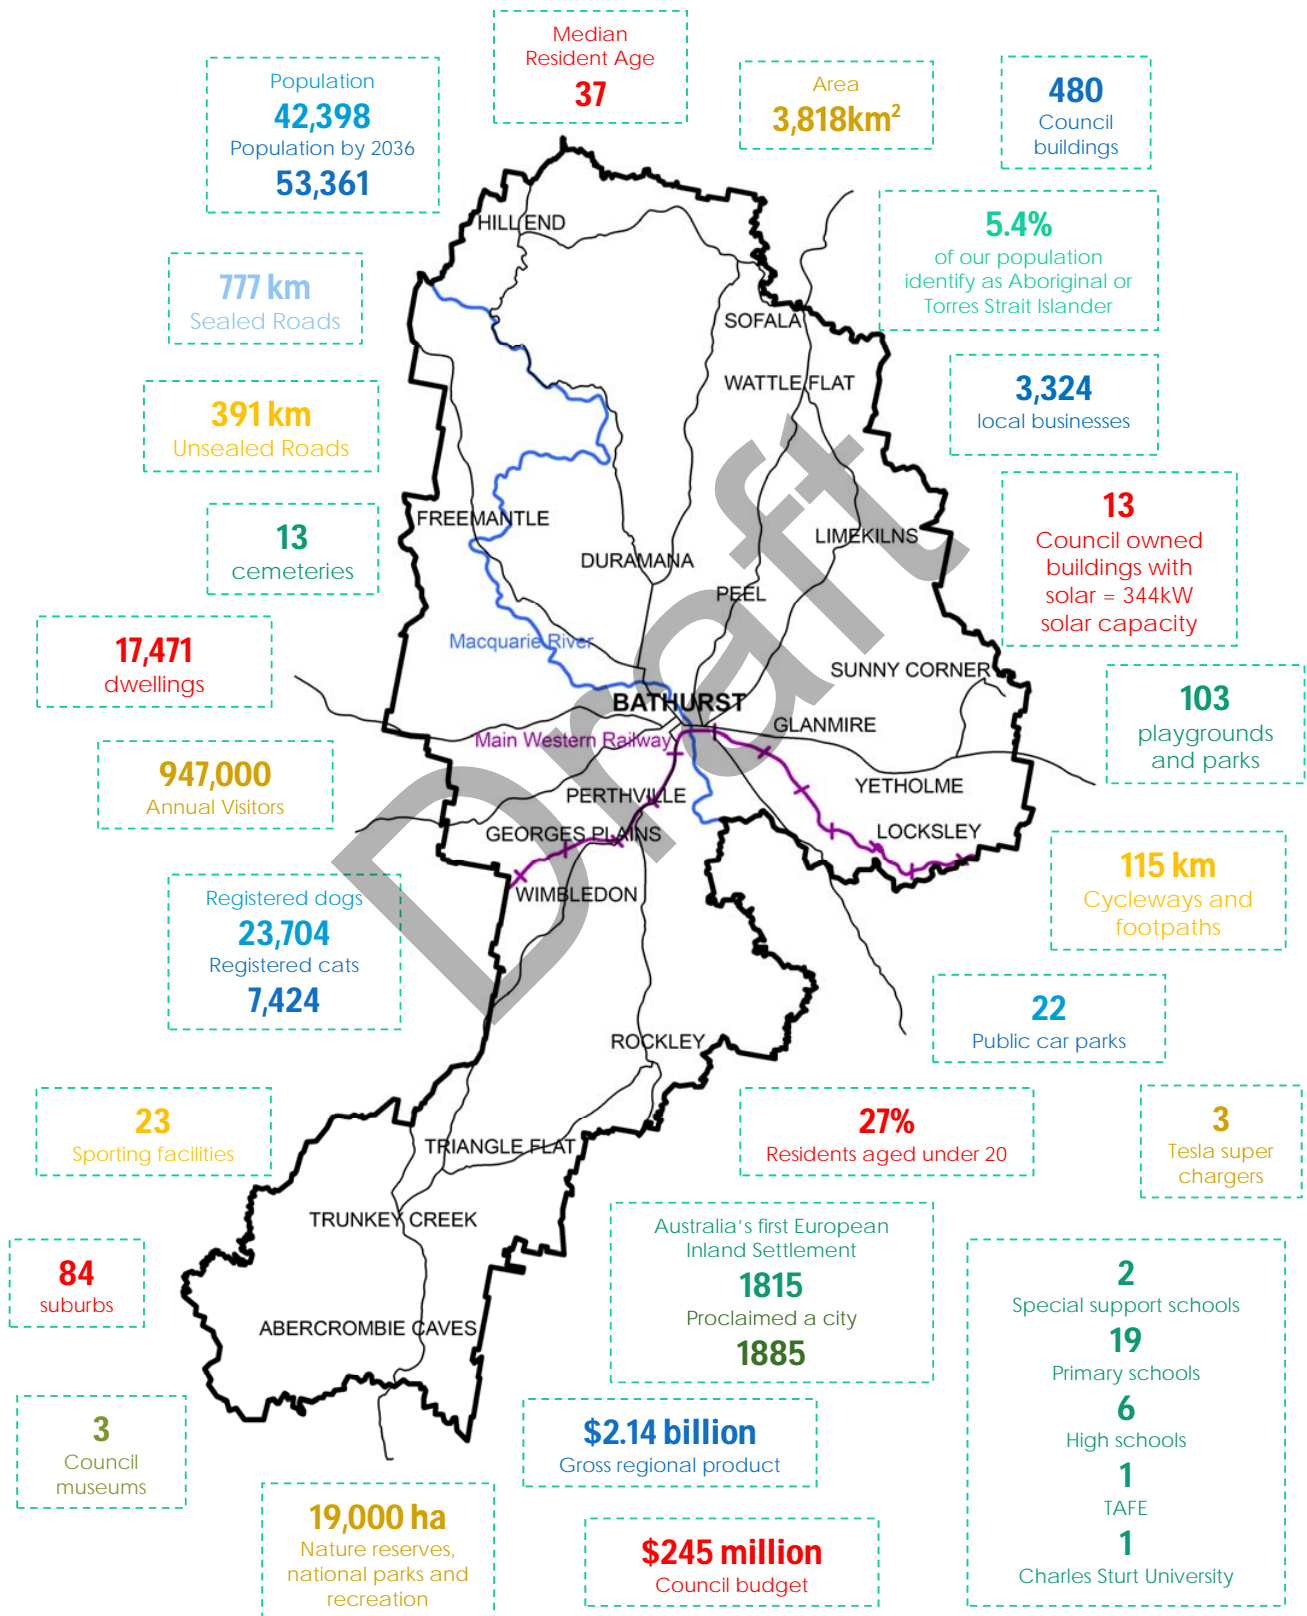 Median
Resident Age
37
Population
42,398
Population by 2036
53,361
Area
3,818km²
480
Council
buildings
5.4%
of our population
identify as Aboriginal or
Torres Strait Islander
777 km
Sealed Roads
3,324
local businesses
391 km
Unsealed Roads
13
Council owned
buildings with
solar = 344kW
solar capacity
13
cemeteries
17,471
dwellings
103
playgrounds
and parks
947,000
Annual Visitors
115 km
Cycleways and
footpaths
Registered dogs
23,704
Registered cats
7,424
22
Public car parks
23
Sporting facilities
27%
Residents aged under 20
3
Tesla super
chargers
84
suburbs
Australia's first European
Inland Settlement
1815
Proclaimed a city
1885
2
Special support schools
19
Primary schools
6
High schools
1
TAFE
1
Charles Sturt University
3
Council
museums
$2.14 billion
Gross regional product
19,000 ha
Nature reserves,
national parks and
recreation
$245 million
Council budget
HILL END
SOFALA
WATTLE FLAT
FREEMANTLE
LIMEKILNS
DURAMANA
PEEL
Macquarie River
SUNNY CORNER
BATHURST
GLANMIRE
Main Western Railway
YETHOLME
PERTHVILLE
GEORGES PLAINS
LOCKSLEY
WIMBLEDON
ROCKLEY
TRIANGLE FLAT
TRUNKEY CREEK
ABERCROMBIE CAVES
Draft